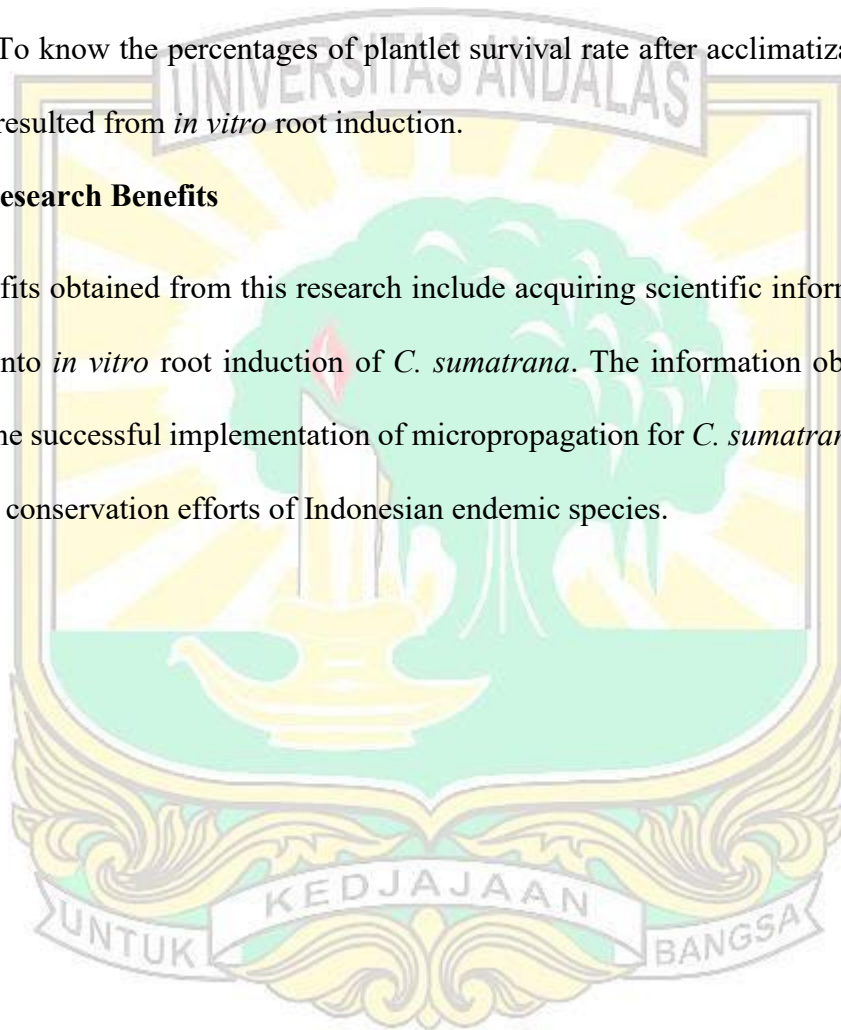 To know the percentages of plantlet survival rate after acclimatiza
UNIVERSITAS ANDALAS
resulted from in vitro root induction.
esearch Benefits
fits obtained from this research include acquiring scientific inform
nto in vitro root induction of C. sumatrana. The information ob
he successful implementation of micropropagation for C. sumatran
conservation efforts of Indonesian endemic species.
KEDJAJAAN
UNTUK BANGSA